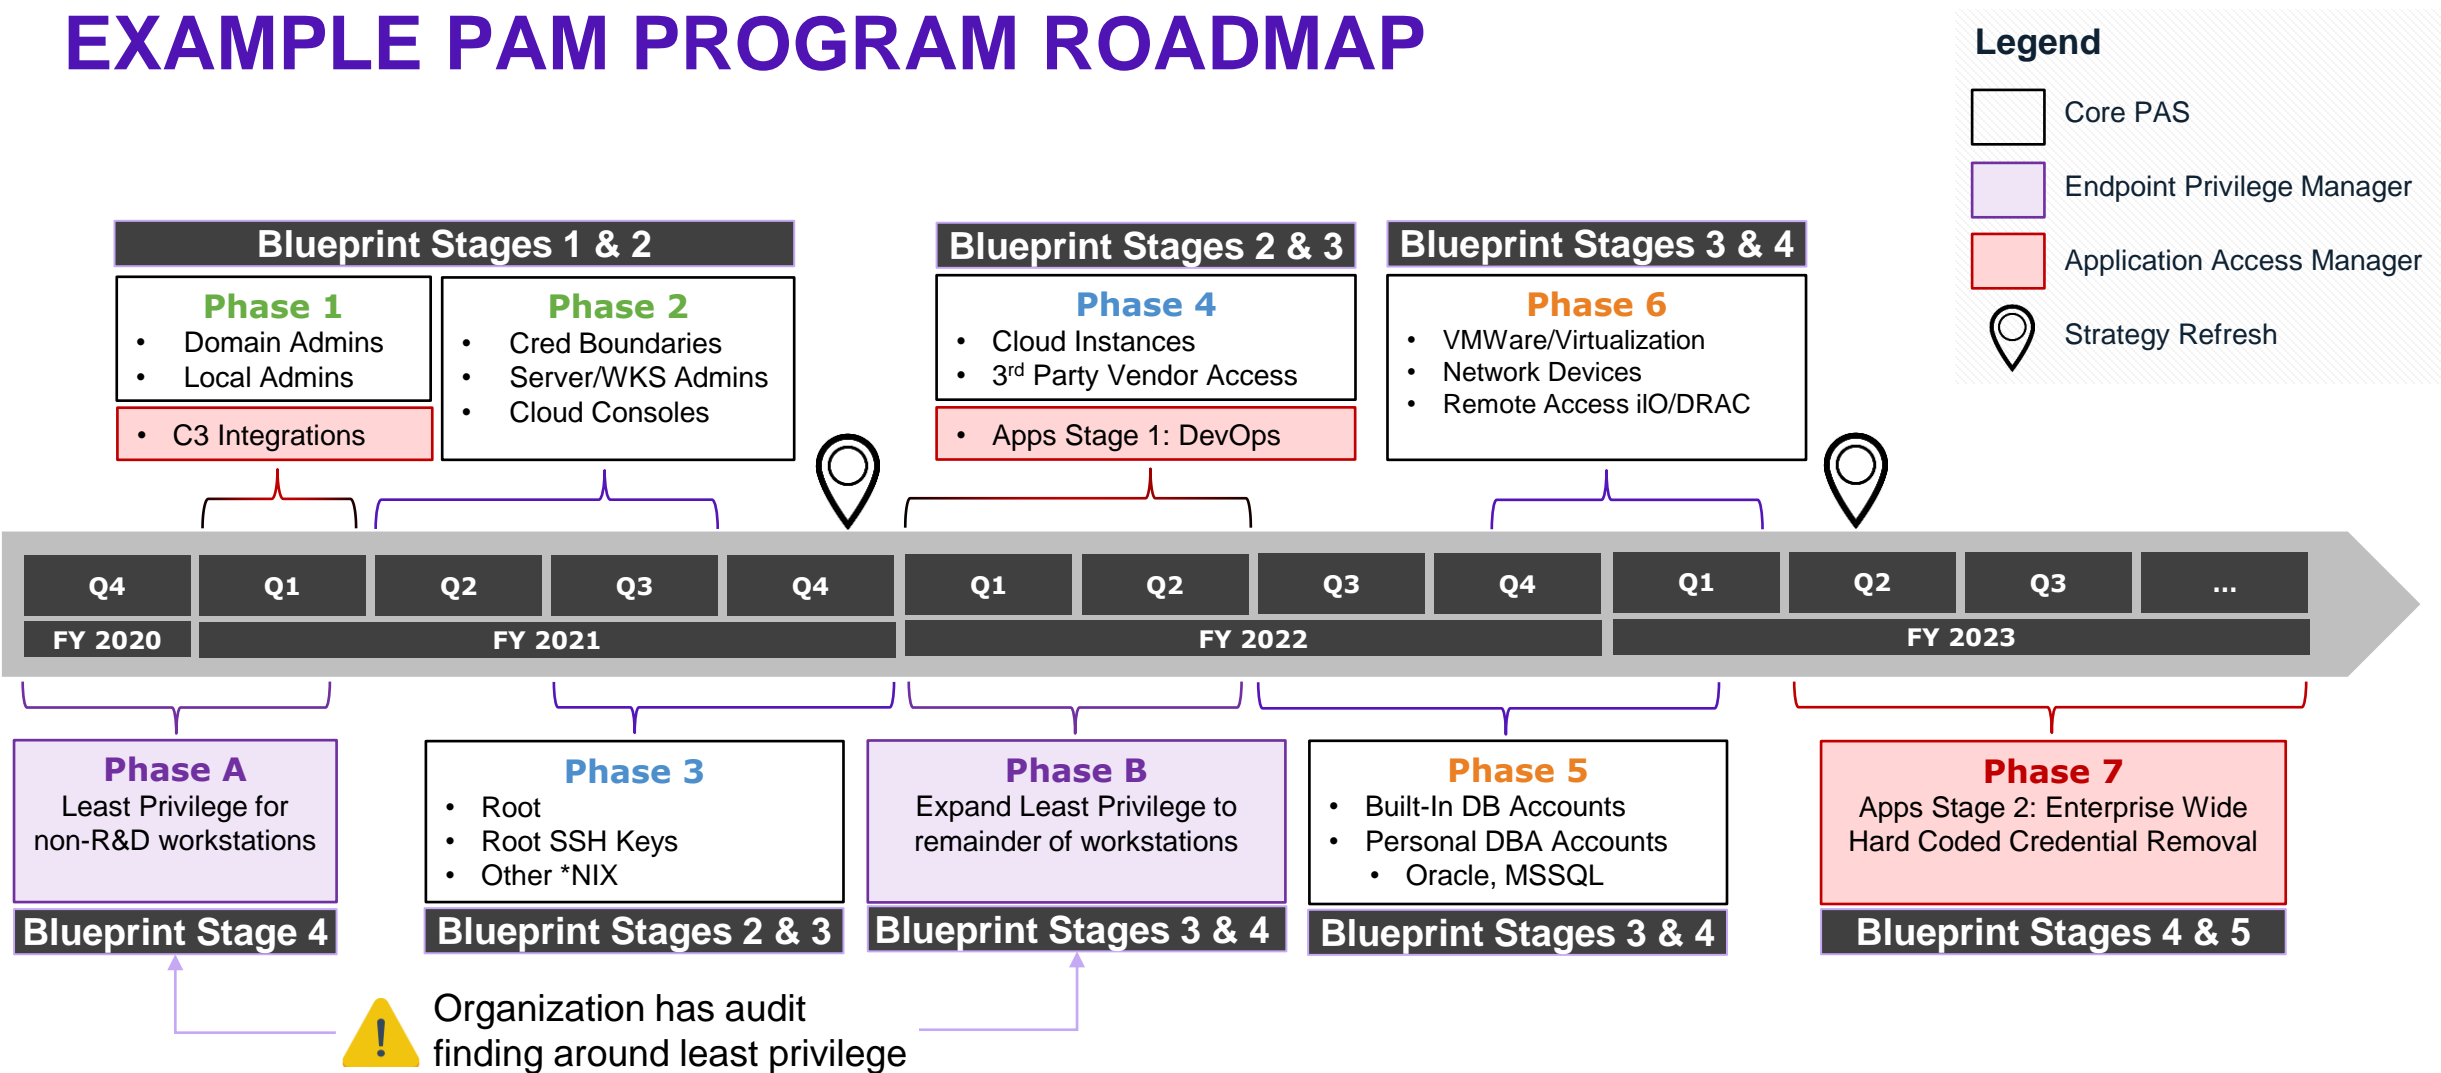 EXAMPLE PAM PROGRAM ROADMAP
Legend
Core PAS
Endpoint Privilege Manager
Application Access Manager
Strategy Refresh
Blueprint Stages 1 & 2
Phase 1
• Domain Admins
• Local Admins
• C3 Integrations
Phase 2
• Cred Boundaries
• Server/WKS Admins
• Cloud Consoles
Blueprint Stages 2 & 3
Phase 4
• Cloud Instances
• 3rd Party Vendor Access
• Apps Stage 1: DevOps
Blueprint Stages 3 & 4
Phase 6
• VMWare/Virtualization
• Network Devices
• Remote Access ilO/DRAC
Q4 Q1 Q2 Q3 Q4 Q1 Q2 Q3 Q4 Q1 Q2 Q3 ...
FY 2020 FY 2021 FY 2022 FY 2023
Phase A
Least Privilege for
non-R&D workstations
Blueprint Stage 4
Phase 3
• Root
• Root SSH Keys
• Other *NIX
Blueprint Stages 2 & 3
Phase B
Expand Least Privilege to
remainder of workstations
Blueprint Stages 3 & 4
Phase 5
• Built-In DB Accounts
• Personal DBA Accounts
• Oracle, MSSQL
Blueprint Stages 3 & 4
Phase 7
Apps Stage 2: Enterprise Wide
Hard Coded Credential Removal
Blueprint Stages 4 & 5
!
Organization has audit
finding around least privilege